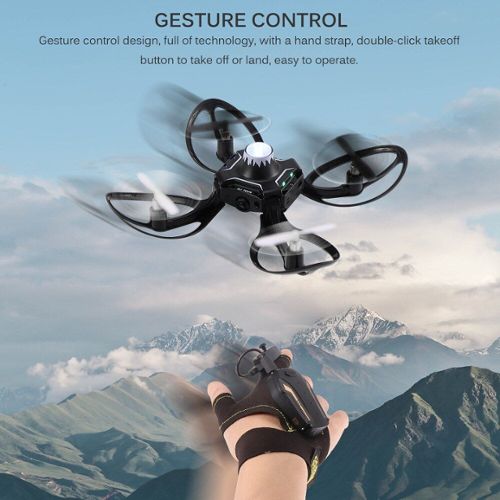 GESTURE CONTROL
Gesture control design, full of technology, with a hand strap, double-click takeoff
button to take off or land, easy to operate.